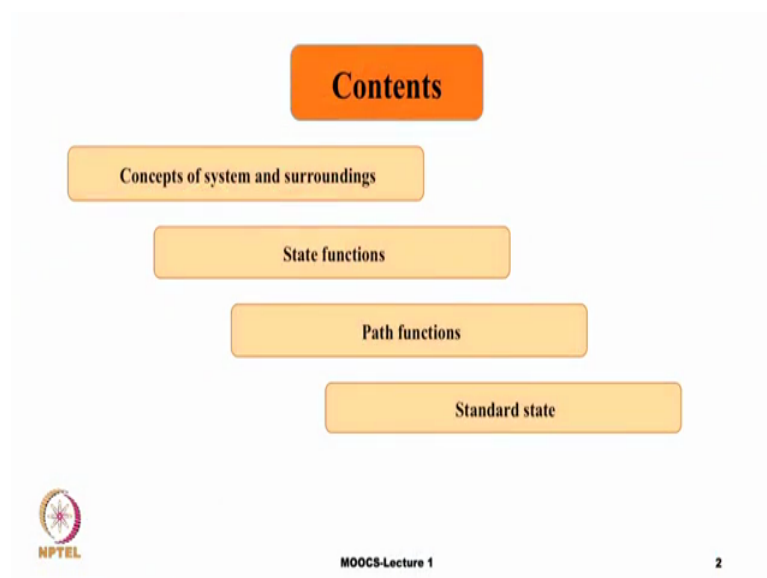 Contents
Concepts of system and surroundings
State functions
Path functions
Standard state
NPTEL
MOOCS-Lecture 1
2